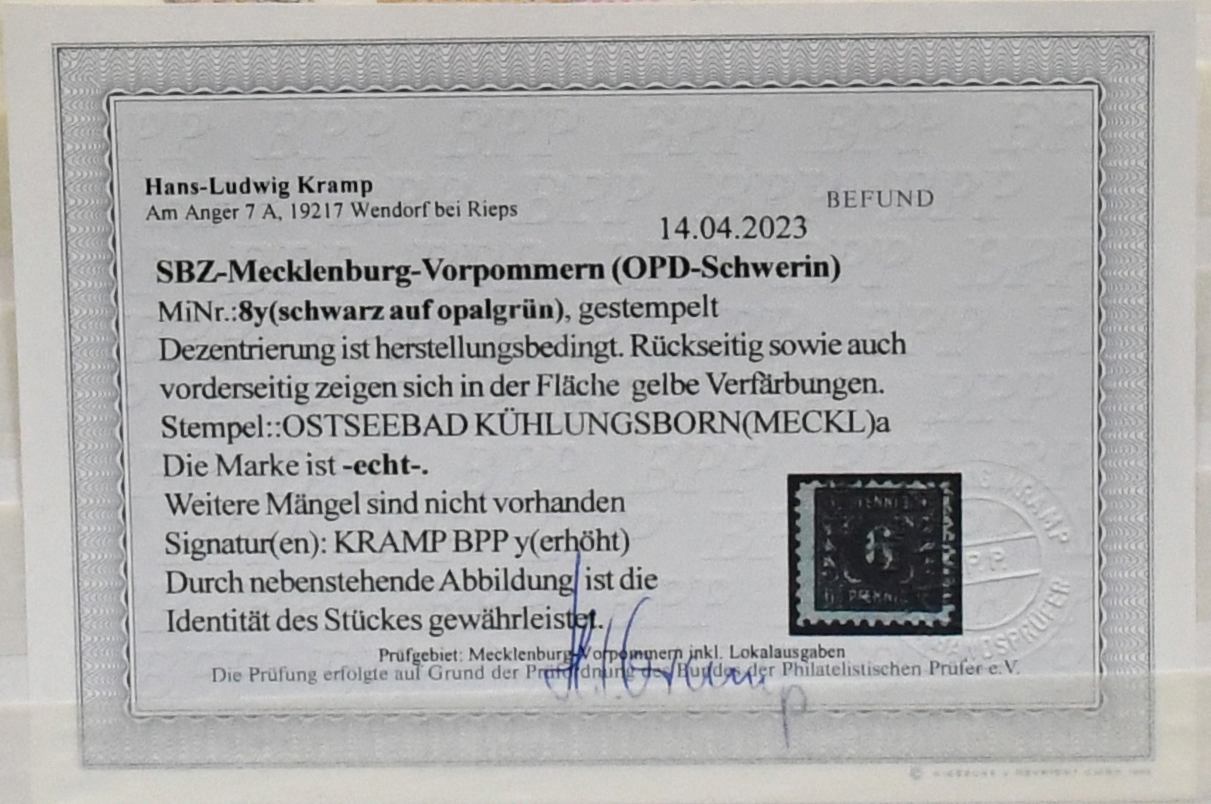 Hans-Ludwig Kramp
Am Anger 7 A, 19217 Wendorf bei Rieps
BEFUND
14.04.2023
SBZ-Mecklenburg-Vorpommern (OPD-Schwerin)
MiNr.:8y(schwarz auf opalgrün), gestempelt
Dezentrierung ist herstellungsbedingt. Rückseitig sowie auch
vorderseitig zeigen sich in der Fläche gelbe Verfärbungen.
Stempel::OSTSEEBAD KÜHLUNGSBORN(MECKL)a
Die Marke ist -echt-.
Weitere Mängel sind nicht vorhanden
Signatur(en): KRAMP BPP y(erhöht)
Durch nebenstehende Abbildung ist die
Identität des Stückes gewährleistet.
6
KRAMP
P.P.
Prüfgebiet: Mecklenburg-Vorpommern inkl. Lokalausgaben
Die Prüfung erfolgte auf Grund der Prüfordnung des Bundes der Philatelistischen Prüfer e.V.
H. L. Kramp